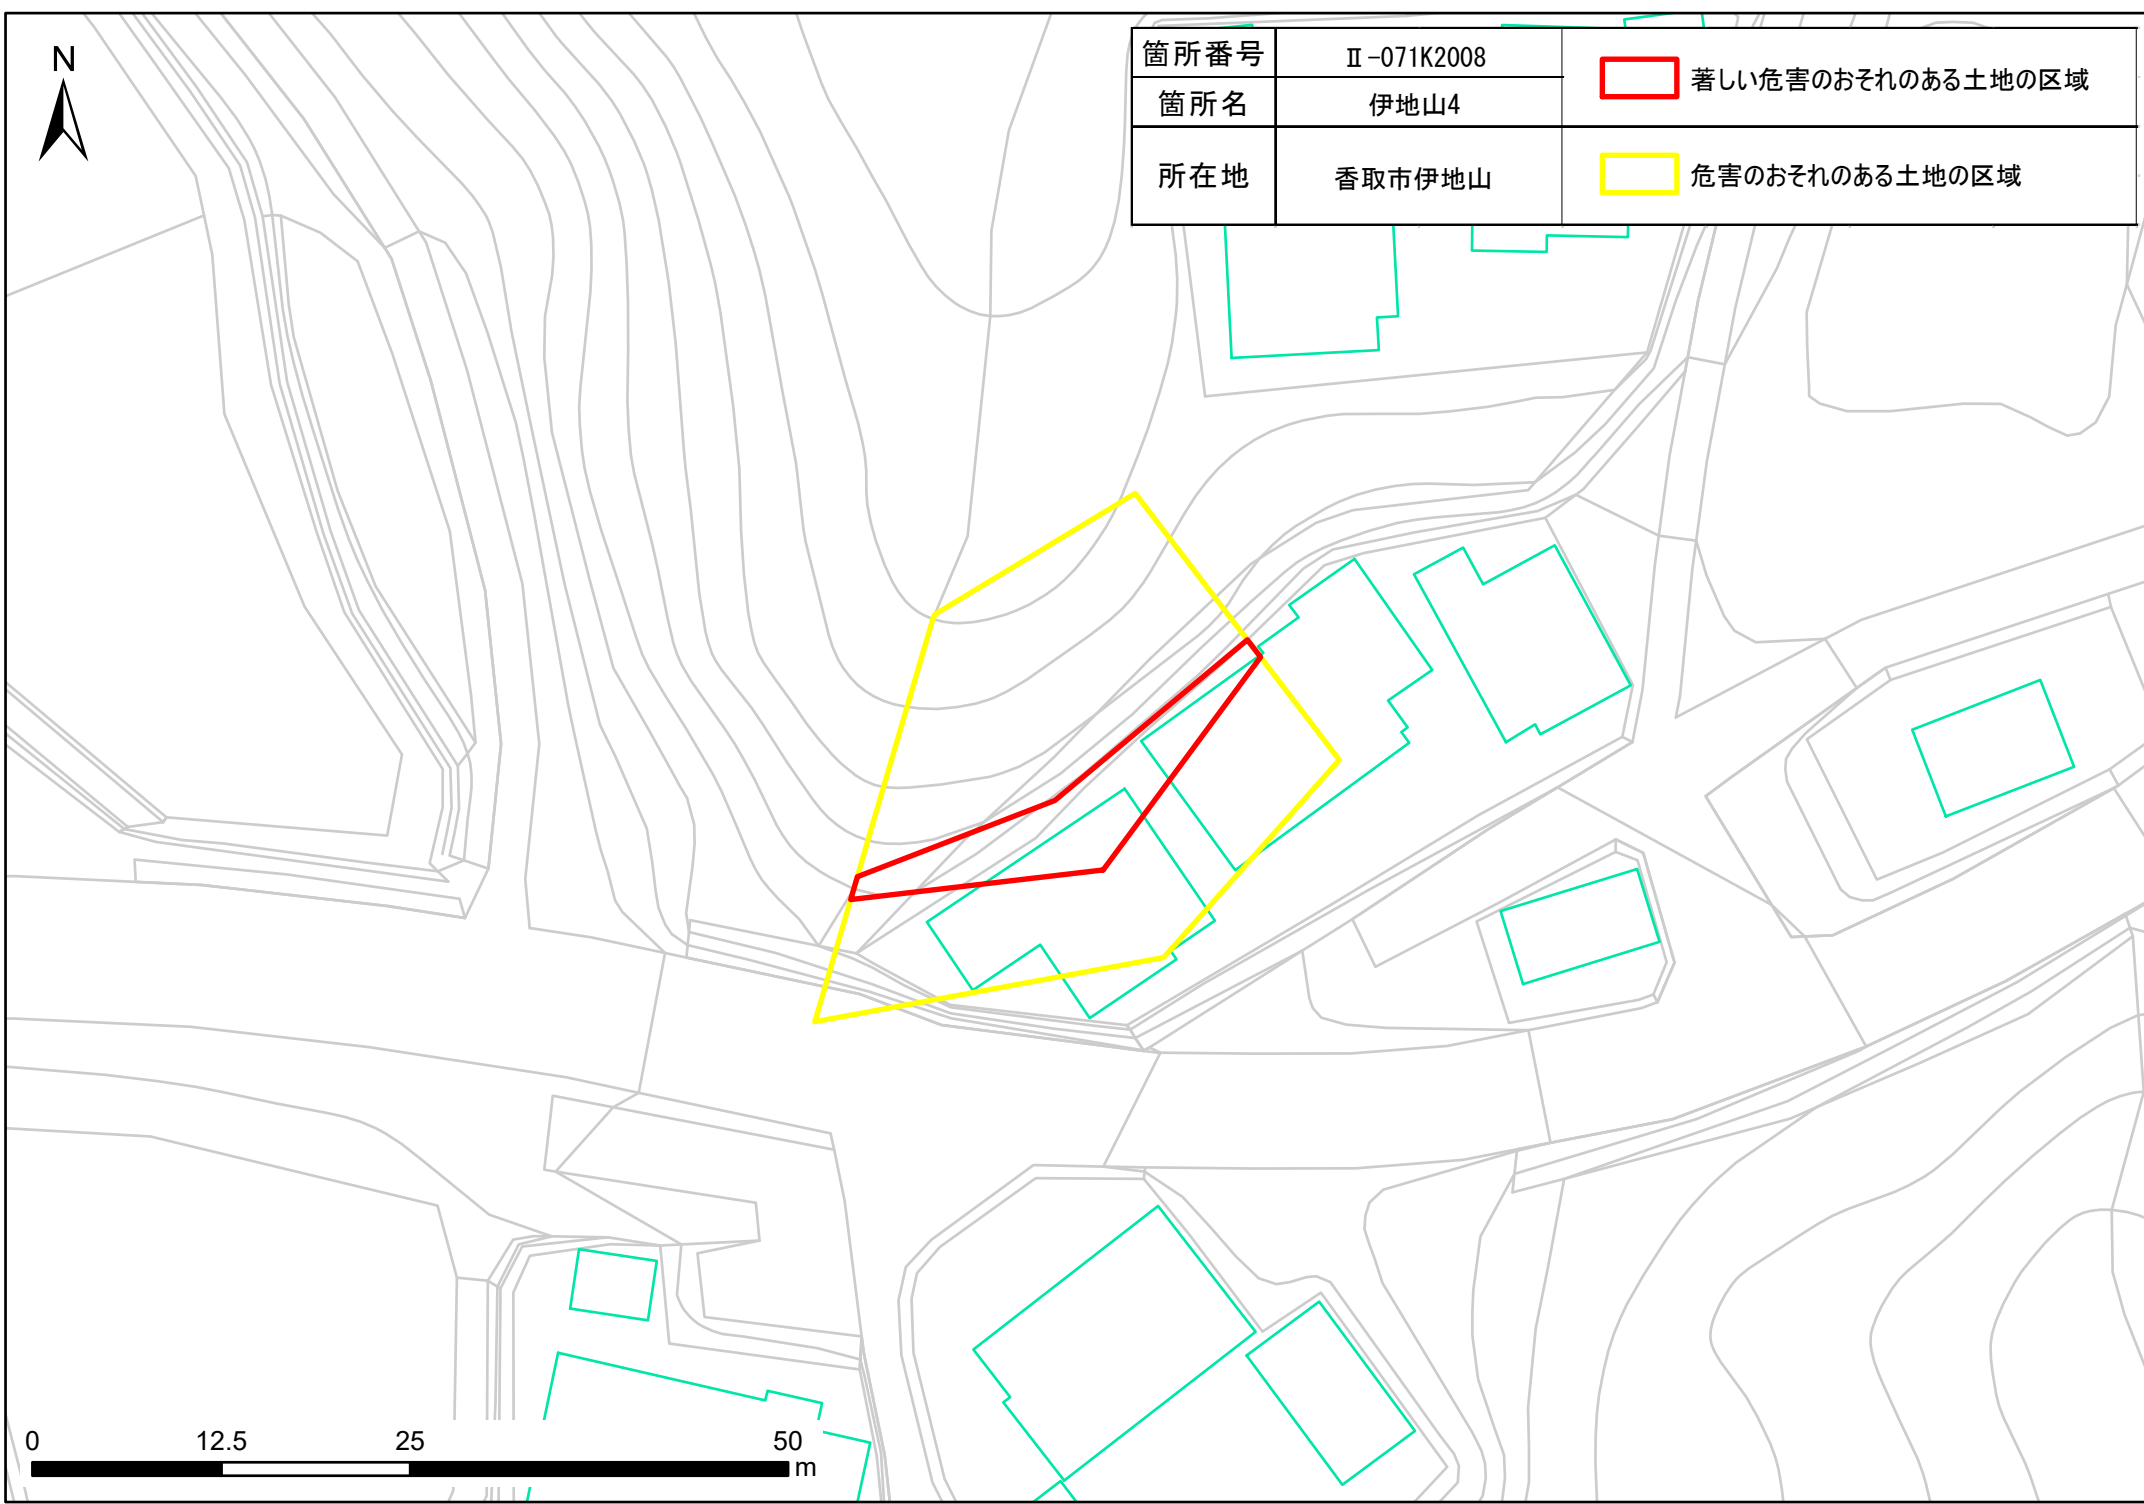 N
箇所番号 Ⅱ-071K2008
箇所名 伊地山4
所在地 香取市伊地山
著しい危害のおそれのある土地の区域
危害のおそれのある土地の区域
0 12.5 25 50
m